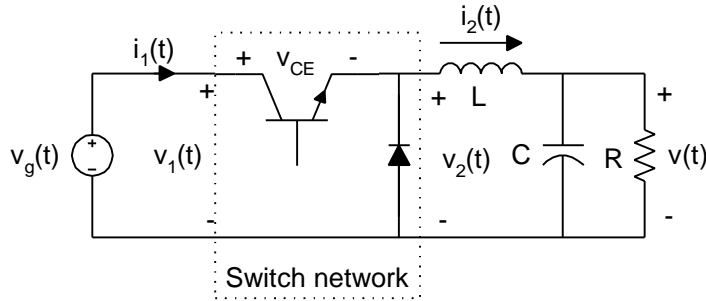 i2(t)
i1(t)
+ vCE -
+ + L +
vg(t) + - v1(t) v2(t) C R v(t)
- - -
Switch network